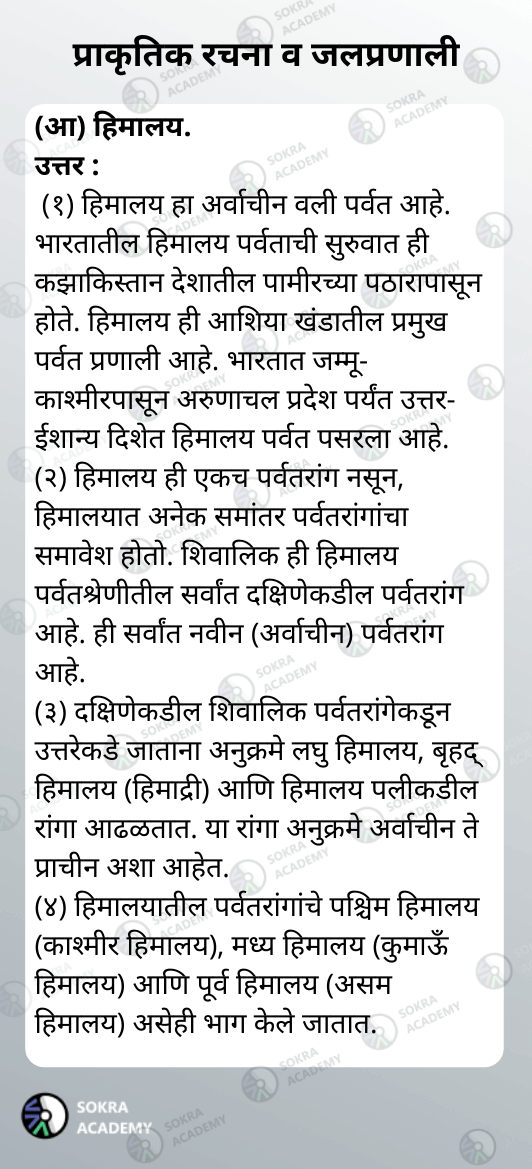 प्राकृतिक रचना व जलप्रणाली
(आ) हिमालय.
उत्तर :
(१) हिमालय हा अर्वाचीन वली पर्वत आहे.
भारतातील हिमालय पर्वताची सुरुवात ही
कझाकिस्तान देशातील पामीरच्या पठारापासून
होते. हिमालय ही आशिया खंडातील प्रमुख
पर्वत प्रणाली आहे. भारतात जम्मू-
काश्मीरपासून अरुणाचल प्रदेश पर्यंत उत्तर-
ईशान्य दिशेत हिमालय पर्वत पसरला आहे.
(२) हिमालय ही एकच पर्वतरांग नसून,
हिमालयात अनेक समांतर पर्वतरांगांचा
समावेश होतो. शिवालिक ही हिमालय
पर्वतश्रेणीतील सर्वांत दक्षिणेकडील पर्वतरांग
आहे. ही सर्वांत नवीन (अर्वाचीन) पर्वतरांग
आहे.
(३) दक्षिणेकडील शिवालिक पर्वतरांगेकडून
उत्तरेकडे जाताना अनुक्रमे लघु हिमालय, बृहद्
हिमालय (हिमाद्री) आणि हिमालय पलीकडील
रांगा आढळतात. या रांगा अनुक्रमे अर्वाचीन ते
प्राचीन अशा आहेत.
(४) हिमालयातील पर्वतरांगांचे पश्चिम हिमालय
(काश्मीर हिमालय), मध्य हिमालय (कुमाऊँ
हिमालय) आणि पूर्व हिमालय (असम
हिमालय) असेही भाग केले जातात.
SOKRA
ACADEMY